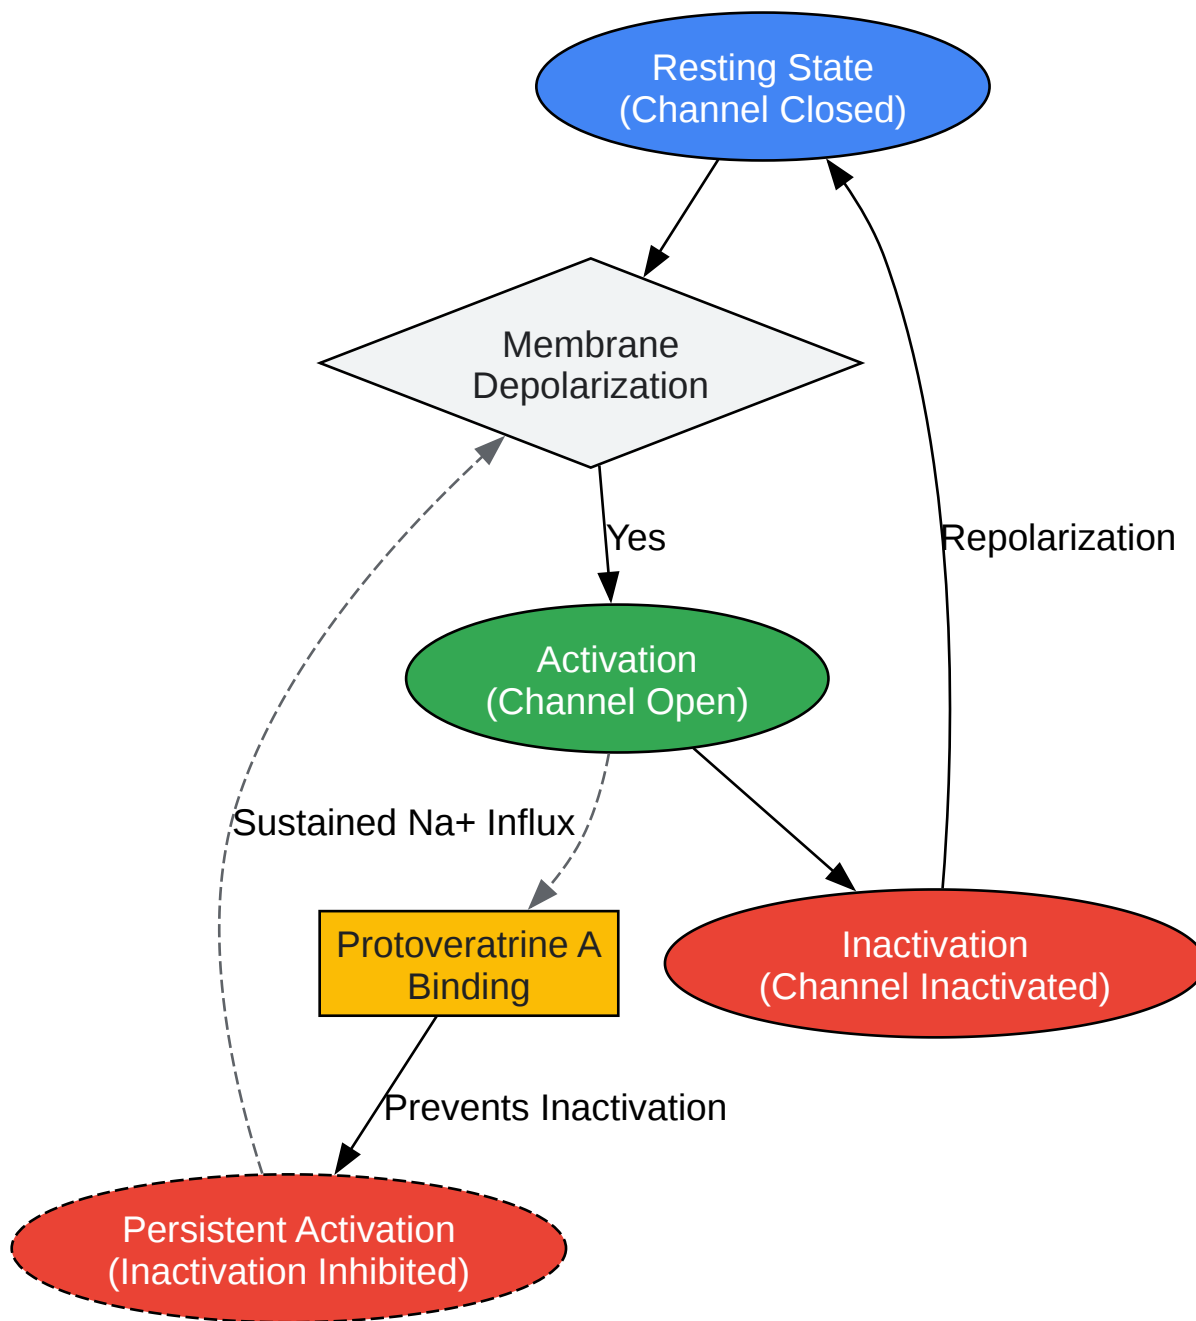 Resting State
(Channel Closed)
Membrane
Depolarization
Yes
Repolarization
Activation
(Channel Open)
Sustained Na+ Influx
Protoveratrine A
Binding
Inactivation
(Channel Inactivated)
Prevents Inactivation
Persistent Activation
(Inactivation Inhibited)